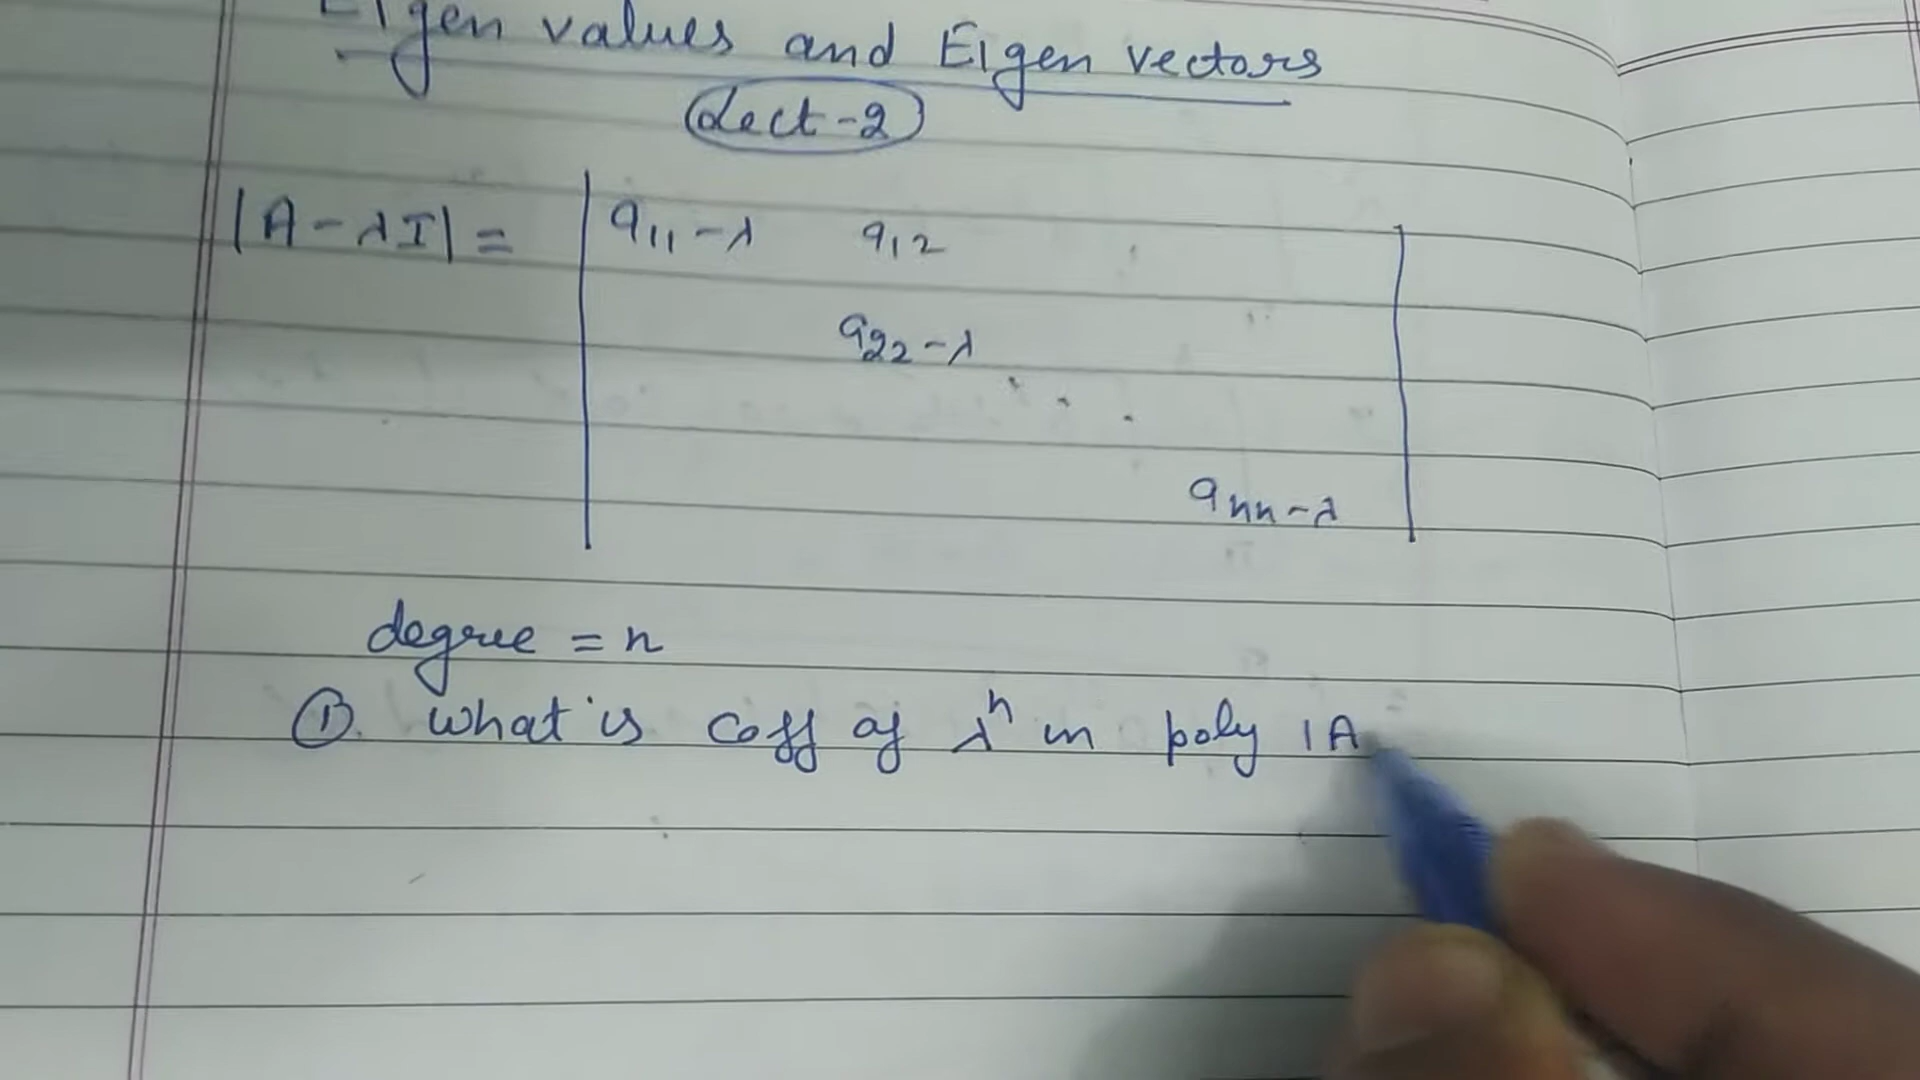 Eigen values and Eigen vectors
Lect-2
|A-λI| = | a11-λ a12
a22-λ
. . .
ann-λ |
degree = n
① What is Coff of λ^n in poly |A